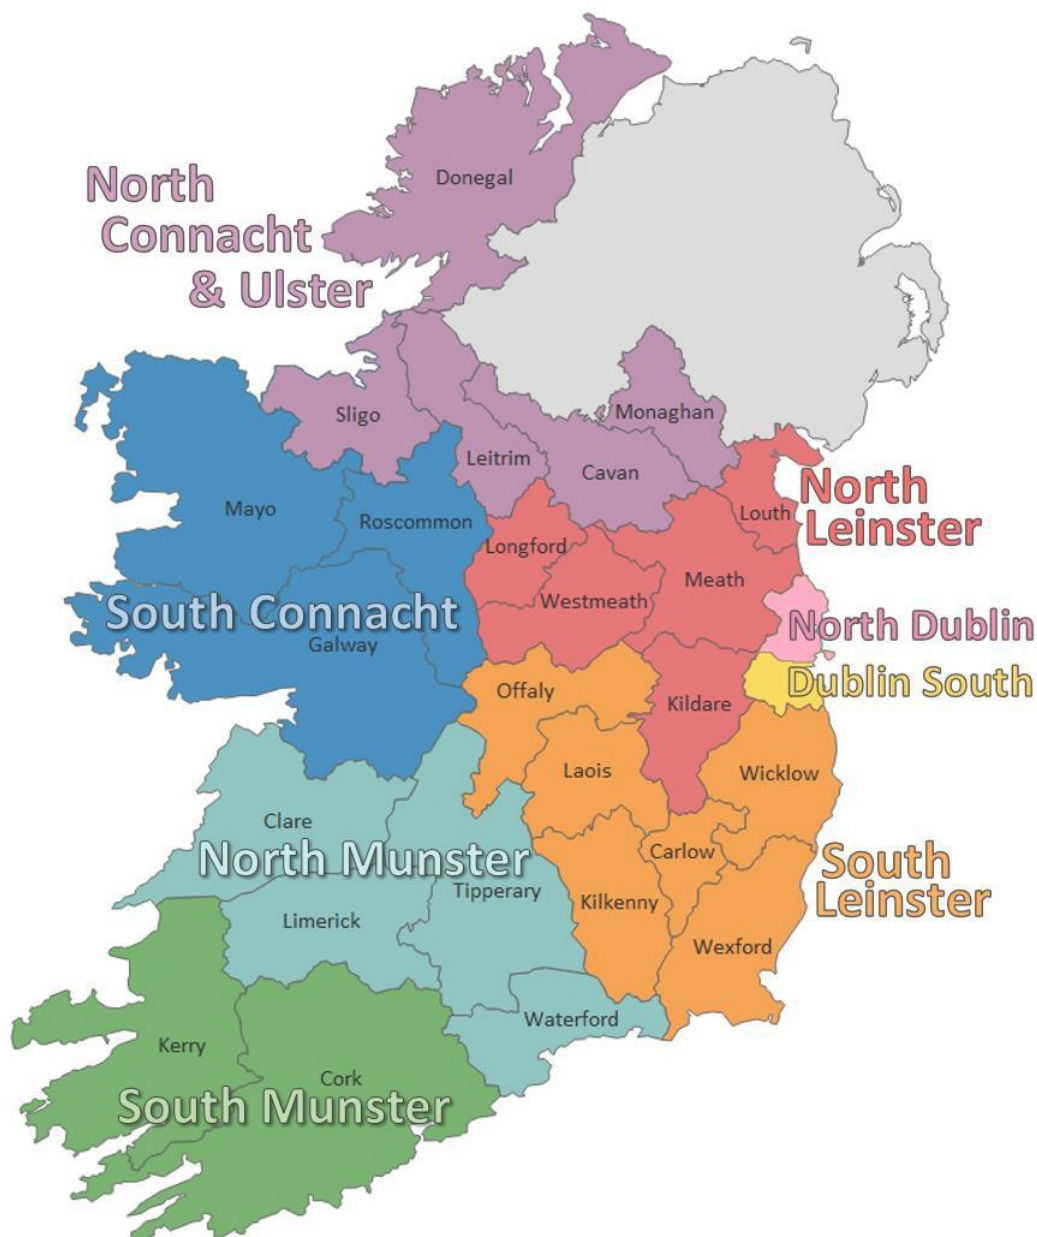 Donegal
North
Connacht
& Ulster
Sligo
Monaghan
Leitrim
Cavan
North
Leinster
Mayo
Roscommon
Louth
Longford
Meath
Westmeath
South Connacht
Galway
North Dublin
Dublin South
Offaly
Kildare
Laois
Wicklow
Clare
North Munster
Carlow
South
Leinster
Tipperary
Kilkenny
Limerick
Wexford
Waterford
Kerry
Cork
South Munster